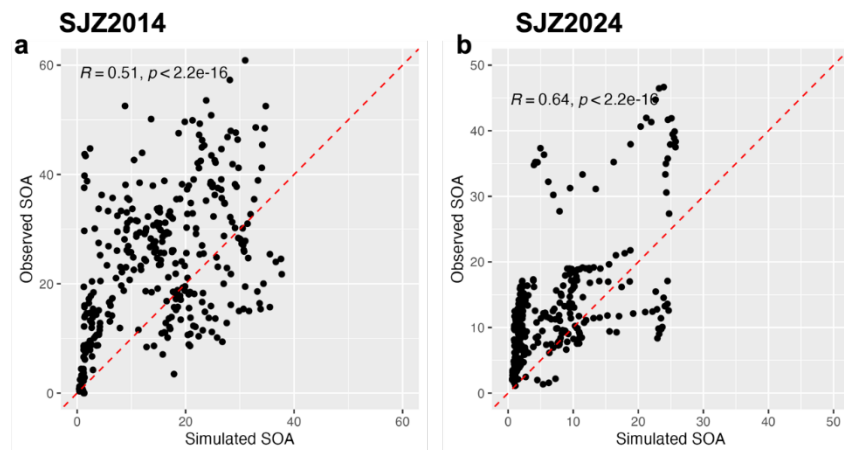 SJZ2014
SJZ2024
a
60
40
20
0
R = 0.51, p < 2.2e-16
Observed SOA
0
20
40
60
Simulated SOA
b
50
40
30
20
10
0
R = 0.64, p < 2.2e-16
Observed SOA
0
10
20
30
40
50
Simulated SOA